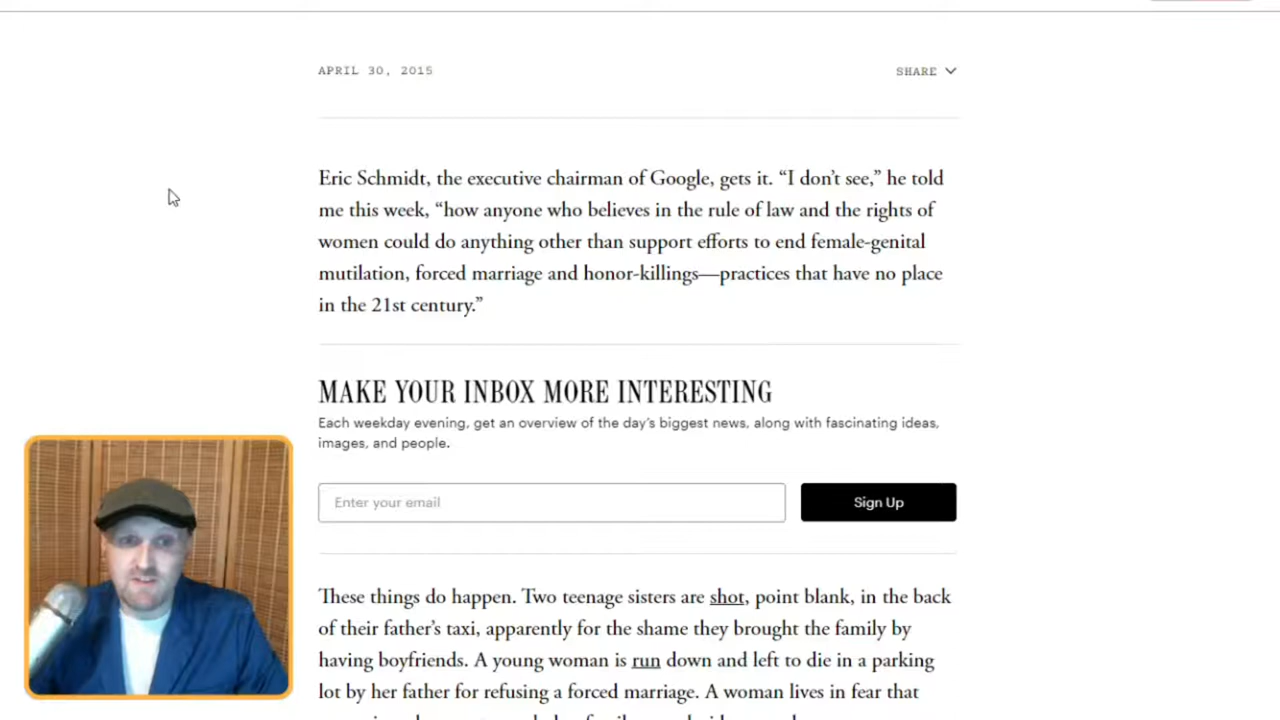 APRIL 30, 2015
SHARE
Eric Schmidt, the executive chairman of Google, gets it. “I don’t see,” he told
me this week, “how anyone who believes in the rule of law and the rights of
women could do anything other than support efforts to end female-genital
mutilation, forced marriage and honor-killings—practices that have no place
in the 21st century.”
MAKE YOUR INBOX MORE INTERESTING
Each weekday evening, get an overview of the day’s biggest news, along with fascinating ideas,
images, and people.
Enter your email
Sign Up
These things do happen. Two teenage sisters are shot, point blank, in the back
of their father’s taxi, apparently for the shame they brought the family by
having boyfriends. A young woman is run down and left to die in a parking
lot by her father for refusing a forced marriage. A woman lives in fear that